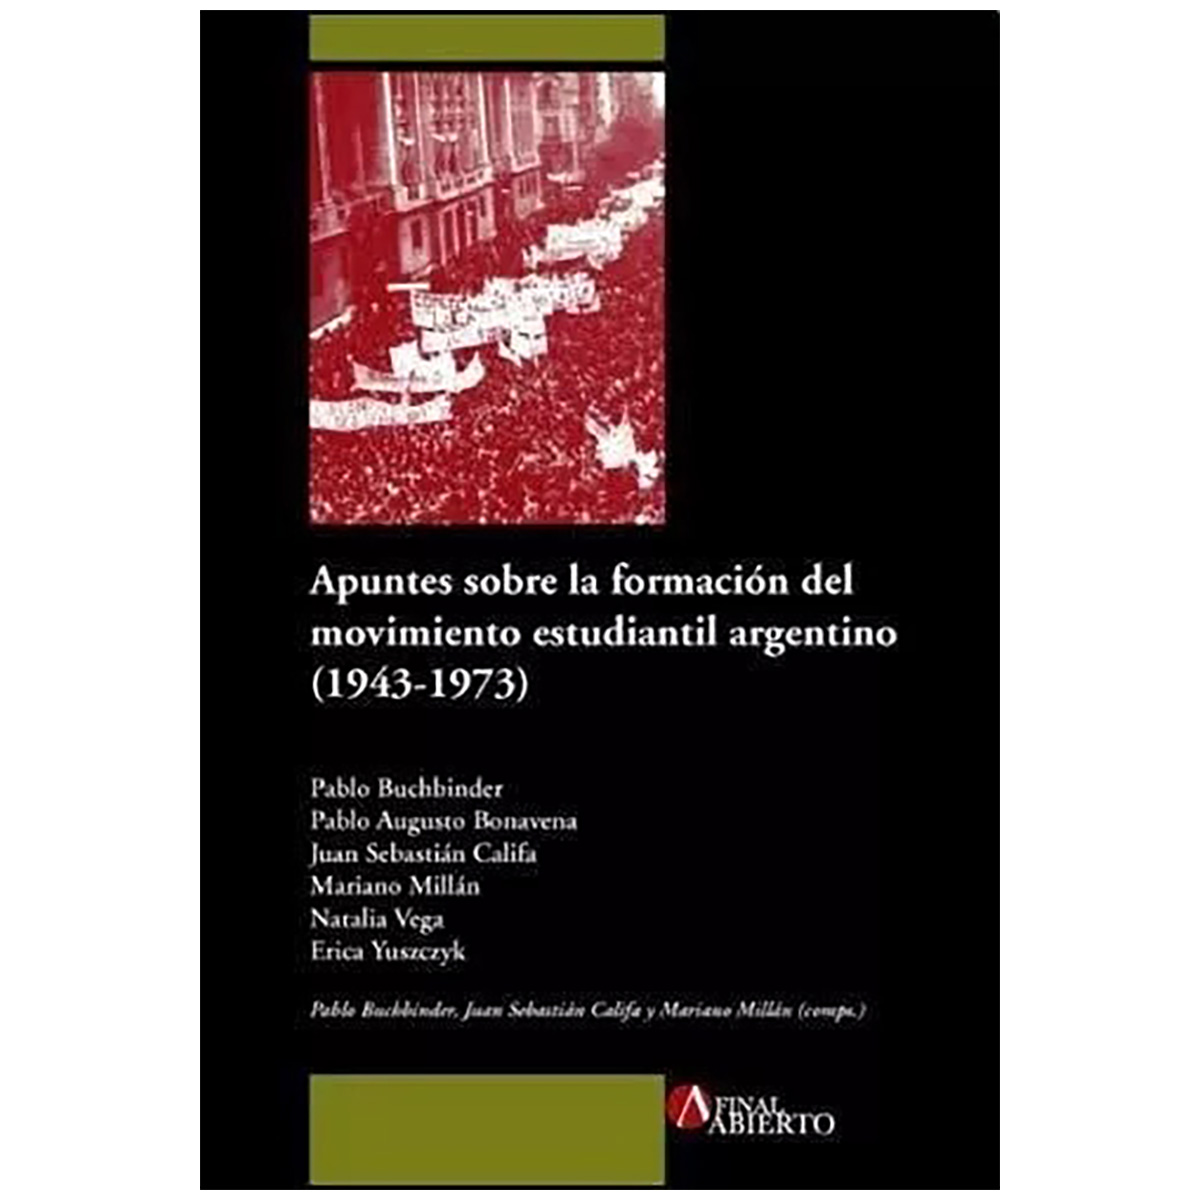 Apuntes sobre la formación del
movimiento estudiantil argentino
(1943-1973)
Pablo Buchbinder
Pablo Augusto Bonavena
Juan Sebastián Califa
Mariano Millán
Natalia Vega
Erica Yuszczyk
Pablo Buchbinder, Juan Sebastián Califa y Mariano Millán (comps.)
FINAL
ABIERTO